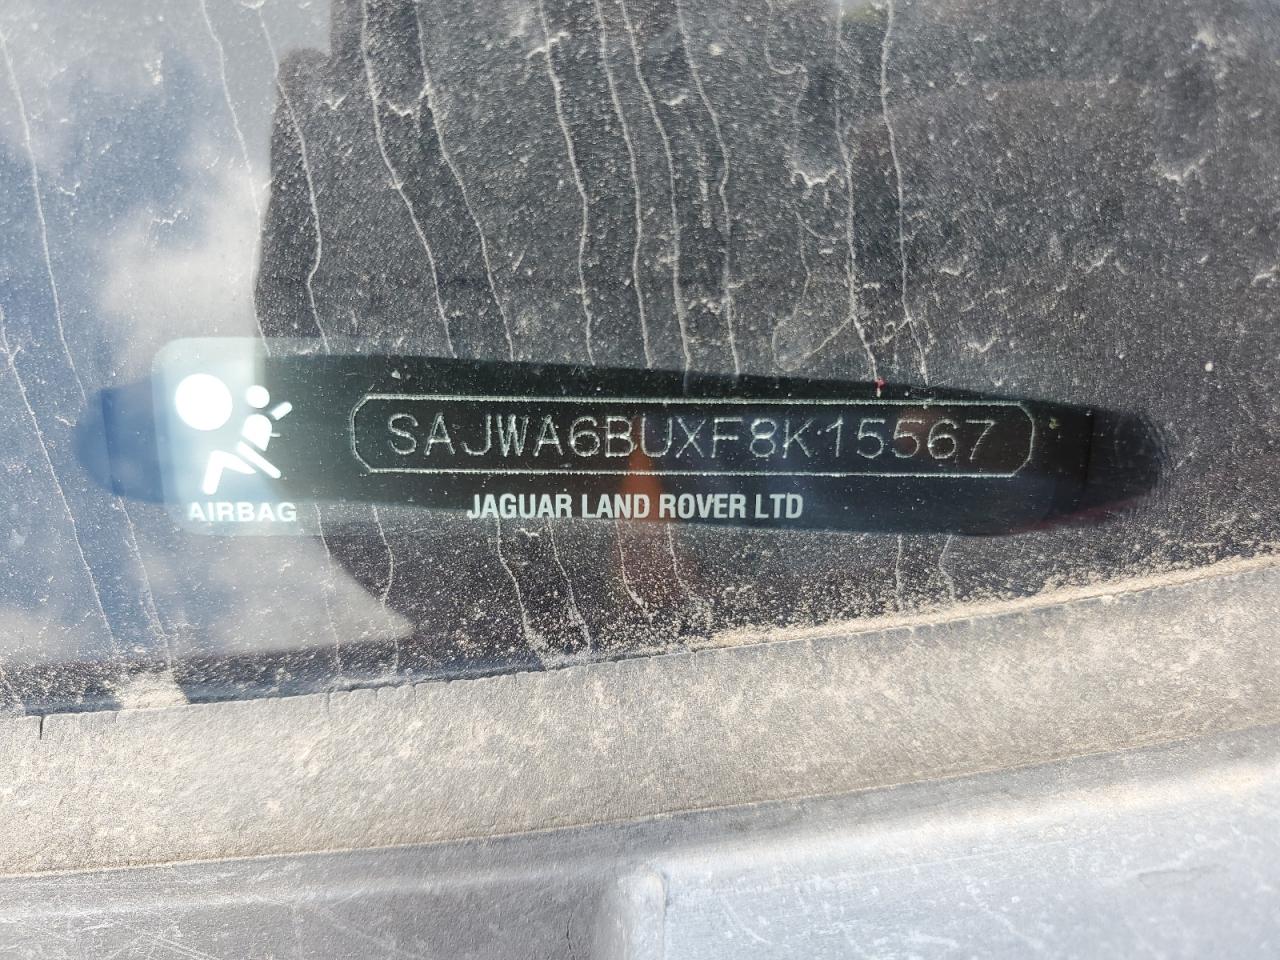 SAJWA6BUXF8K15567
AIRBAG
JAGUAR LAND ROVER LTD